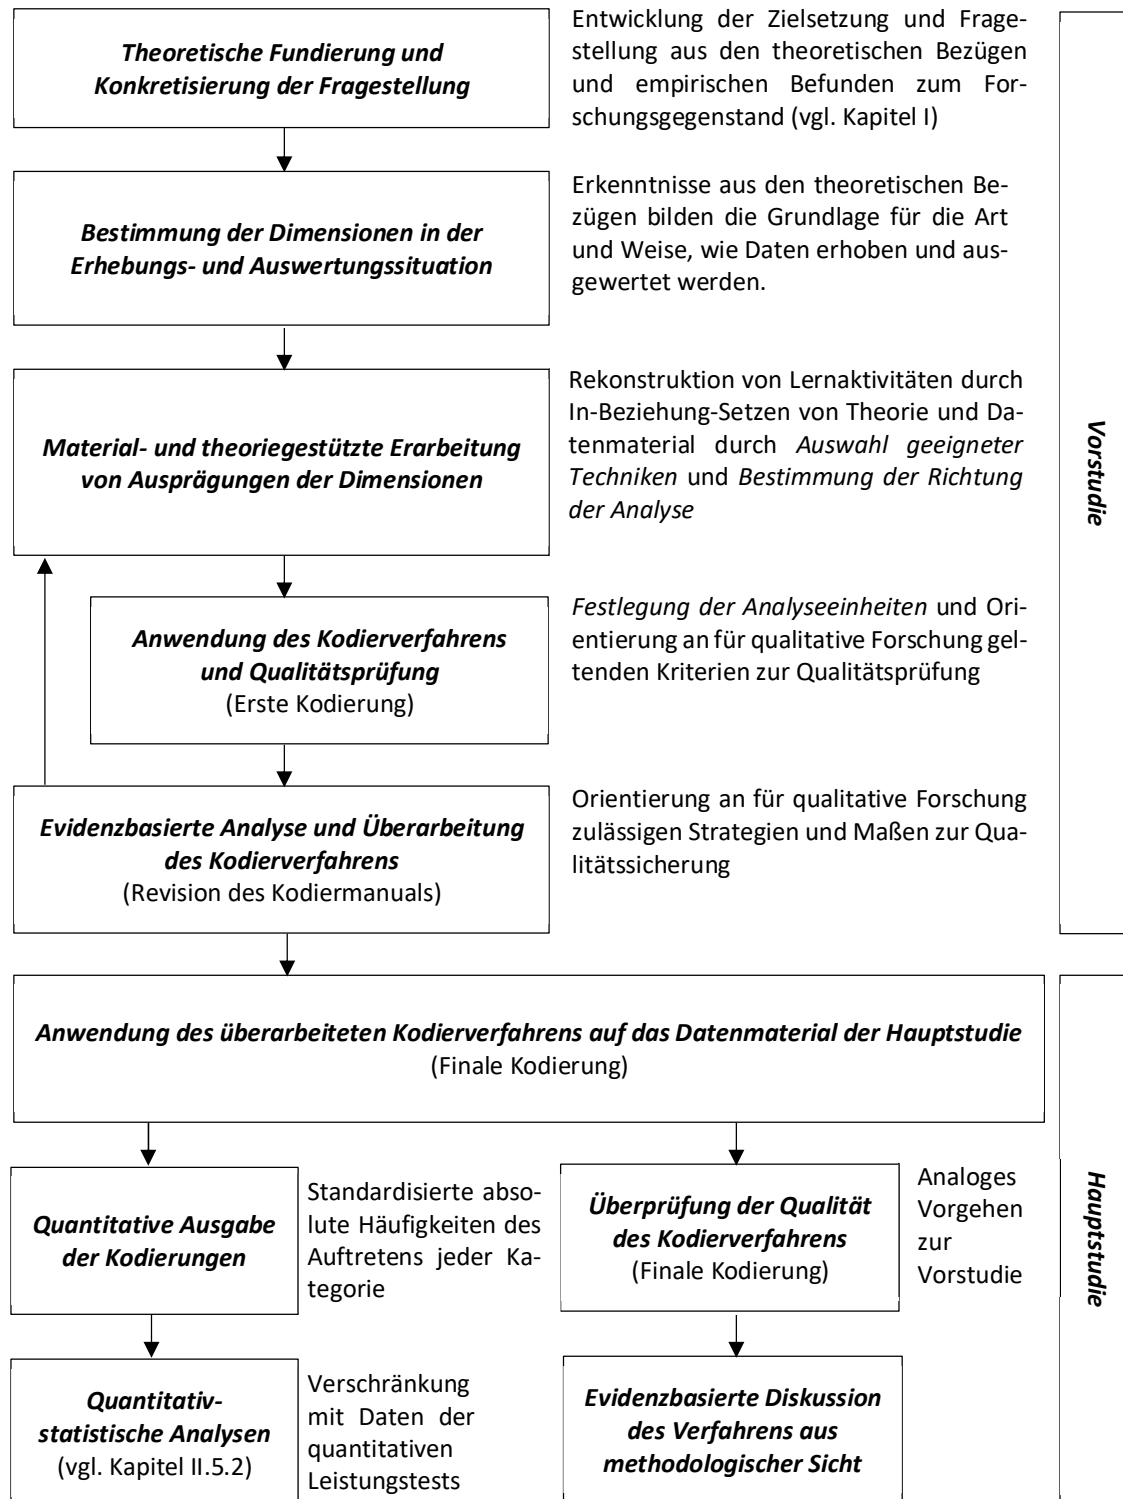 Theoretische Fundierung und
Konkretisierung der Fragestellung
Entwicklung der Zielsetzung und Frage-
stellung aus den theoretischen Bezügen
und empirischen Befunden zum For-
schungsgegenstand (vgl. Kapitel I)
Bestimmung der Dimensionen in der
Erhebungs- und Auswertungssituation
Erkenntnisse aus den theoretischen Be-
zügen bilden die Grundlage für die Art
und Weise, wie Daten erhoben und aus-
gewertet werden.
Material- und theoriegestützte Erarbeitung
von Ausprägungen der Dimensionen
Rekonstruktion von Lernaktivitäten durch
In-Beziehung-Setzen von Theorie und Da-
tenmaterial durch Auswahl geeigneter
Techniken und Bestimmung der Richtung
der Analyse
Anwendung des Kodierverfahrens
und Qualitätsprüfung
(Erste Kodierung)
Festlegung der Analyseeinheiten und Ori-
entierung an für qualitative Forschung gel-
tenden Kriterien zur Qualitätsprüfung
Evidenzbasierte Analyse und Überarbeitung
des Kodierverfahrens
(Revision des Kodiermanuals)
Orientierung an für qualitative Forschung
zulässigen Strategien und Maßen zur Qua-
litätssicherung
Vorstudie
Anwendung des überarbeiteten Kodierverfahrens auf das Datenmaterial der Hauptstudie
(Finale Kodierung)
Quantitative Ausgabe
der Kodierungen
Standardisierte abso-
lute Häufigkeiten des
Auftretens jeder Ka-
tegorie
Überprüfung der Qualität
des Kodierverfahrens
(Finale Kodierung)
Analoges
Vorgehen
zur
Vorstudie
Quantitativ-
statistische Analysen
(vgl. Kapitel II.5.2)
Verschränkung
mit Daten der
quantitativen
Leistungstests
Evidenzbasierte Diskussion
des Verfahrens aus
methodologischer Sicht
Hauptstudie